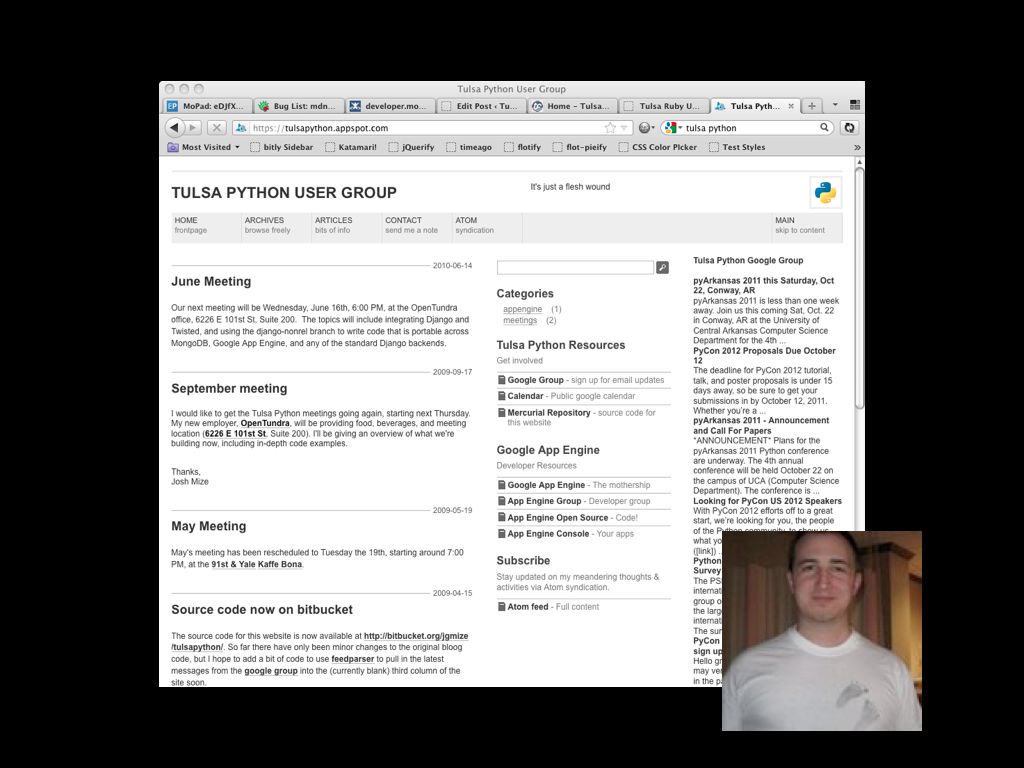 Tulsa Python User Group
MoPad: eDJfX...
Bug List: mdn...
developer.mo...
Edit Post ‹ Tu...
Home – Tulsa...
Tulsa Ruby U...
Tulsa Pyth...
https://tulsapython.appspot.com
tulsa python
Most Visited
bitly Sidebar
Katamari!
jQuerify
timeago
flotify
flot-pieify
CSS Color PIcker
Test Styles
TULSA PYTHON USER GROUP
It's just a flesh wound
HOME
frontpage
ARCHIVES
browse freely
ARTICLES
bits of info
CONTACT
send me a note
ATOM
syndication
MAIN
skip to content
2010-06-14
June Meeting
Our next meeting will be Wednesday, June 16th, 6:00 PM, at the OpenTundra
office, 6226 E 101st St, Suite 200. The topics will include integrating Django and
Twisted, and using the django-nonrel branch to write code that is portable across
MongoDB, Google App Engine, and any of the standard Django backends.
2009-09-17
September meeting
I would like to get the Tulsa Python meetings going again, starting next Thursday.
My new employer, OpenTundra, will be providing food, beverages, and meeting
location (6226 E 101st St, Suite 200). I'll be giving an overview of what we're
building now, including in-depth code examples.
Thanks,
Josh Mize
2009-05-19
May Meeting
May's meeting has been rescheduled to Tuesday the 19th, starting around 7:00
PM, at the 91st & Yale Kaffe Bona.
2009-04-15
Source code now on bitbucket
The source code for this website is now available at http://bitbucket.org/jgmize
/tulsapython/. So far there have only been minor changes to the original bloog
code, but I hope to add a bit of code to use feedparser to pull in the latest
messages from the google group into the (currently blank) third column of the
site soon.
Categories
appengine (1)
meetings (2)
Tulsa Python Resources
Get involved
Google Group - sign up for email updates
Calendar - Public google calendar
Mercurial Repository - source code for
this website
Google App Engine
Developer Resources
Google App Engine - The mothership
App Engine Group - Developer group
App Engine Open Source - Code!
App Engine Console - Your apps
Subscribe
Stay updated on my meandering thoughts &
activities via Atom syndication.
Atom feed - Full content
Tulsa Python Google Group
pyArkansas 2011 this Saturday, Oct
22, Conway, AR
pyArkansas 2011 is less than one week
away. Join us this coming Sat, Oct. 22
in Conway, AR at the University of
Central Arkansas Computer Science
Department for the 4th ...
PyCon 2012 Proposals Due October
12
The deadline for PyCon 2012 tutorial,
talk, and poster proposals is under 15
days away, so be sure to get your
submissions in by October 12, 2011.
Whether you're a ...
pyArkansas 2011 - Announcement
and Call For Papers
*ANNOUNCEMENT* Plans for the
pyArkansas 2011 Python conference
are underway. The 4th annual
conference will be held October 22 on
the campus of UCA (Computer Science
Department). The conference is ...
Looking for PyCon US 2012 Speakers
With PyCon 2012 efforts off to a great
start, we're looking for you, the people
of the Python community, to show us
what yo
([link]) ...
Python
Survey
The PS
internati
group o
the larg
internati
The sur
PyCon
sign up
Hello gr
may ver
in the pa